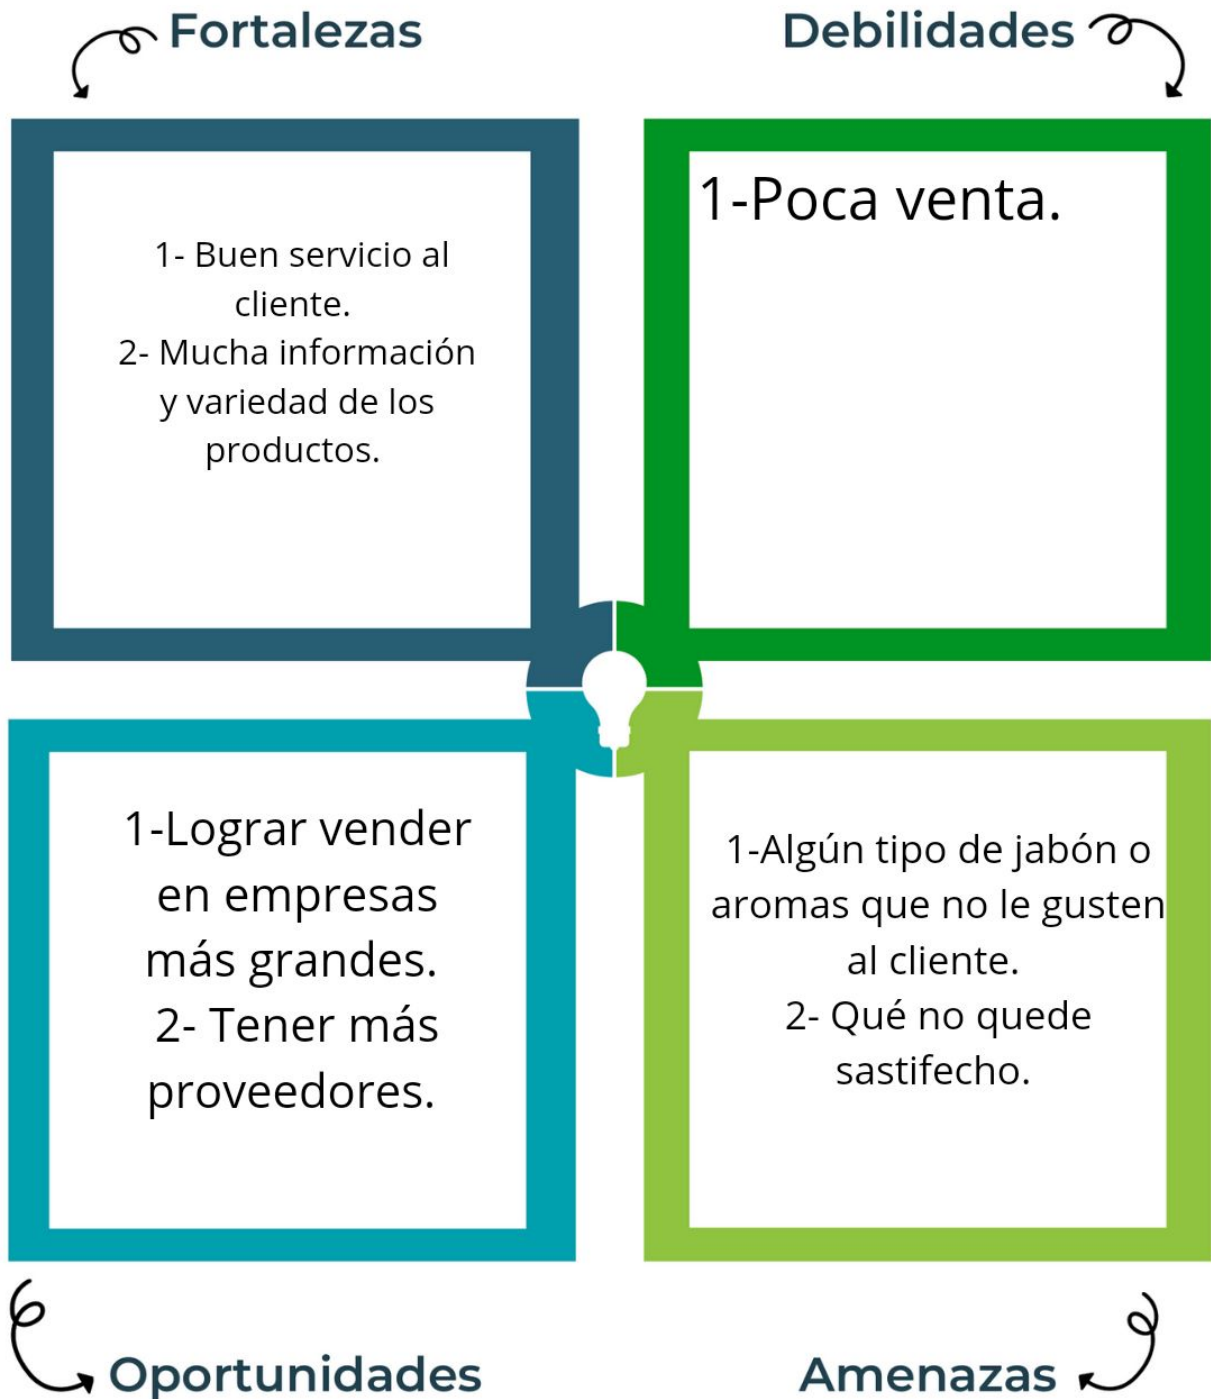 Fortalezas
1- Buen servicio al
cliente.
2- Mucha información
y variedad de los
productos.
Debilidades
1-Poca venta.
1-Lograr vender
en empresas
más grandes.
2- Tener más
proveedores.
Oportunidades
1-Algún tipo de jabón o
aromas que no le gusten
al cliente.
2- Qué no quede
sastifecho.
Amenazas